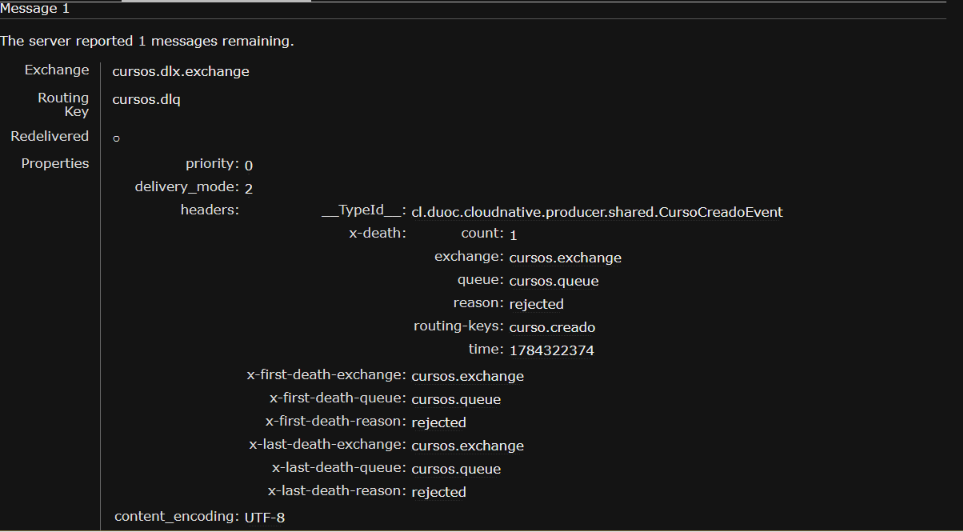 Message 1
The server reported 1 messages remaining.
Exchange cursos.dlx.exchange
Routing Key cursos.dlq
Redelivered ○
Properties priority: 0
delivery_mode: 2
headers: __TypeId__: cl.duoc.cloudnative.producer.shared.CursoCreadoEvent
x-death: count: 1
exchange: cursos.exchange
queue: cursos.queue
reason: rejected
routing-keys: curso.creado
time: 1784322374
x-first-death-exchange: cursos.exchange
x-first-death-queue: cursos.queue
x-first-death-reason: rejected
x-last-death-exchange: cursos.exchange
x-last-death-queue: cursos.queue
x-last-death-reason: rejected
content_encoding: UTF-8